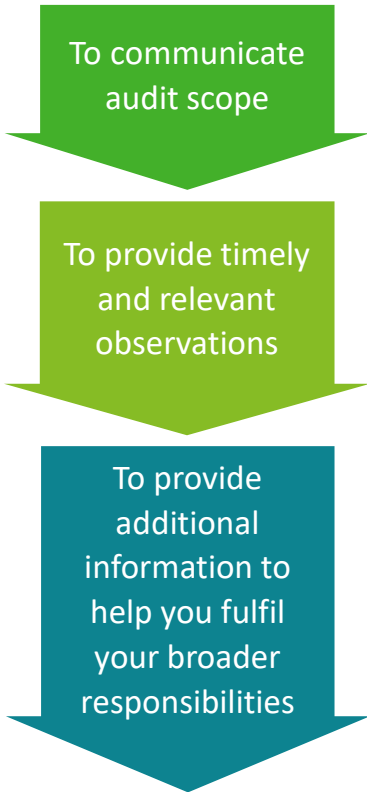 To communicate
audit scope
To provide timely
and relevant
observations
To provide
additional
information to
help you fulfil
your broader
responsibilities